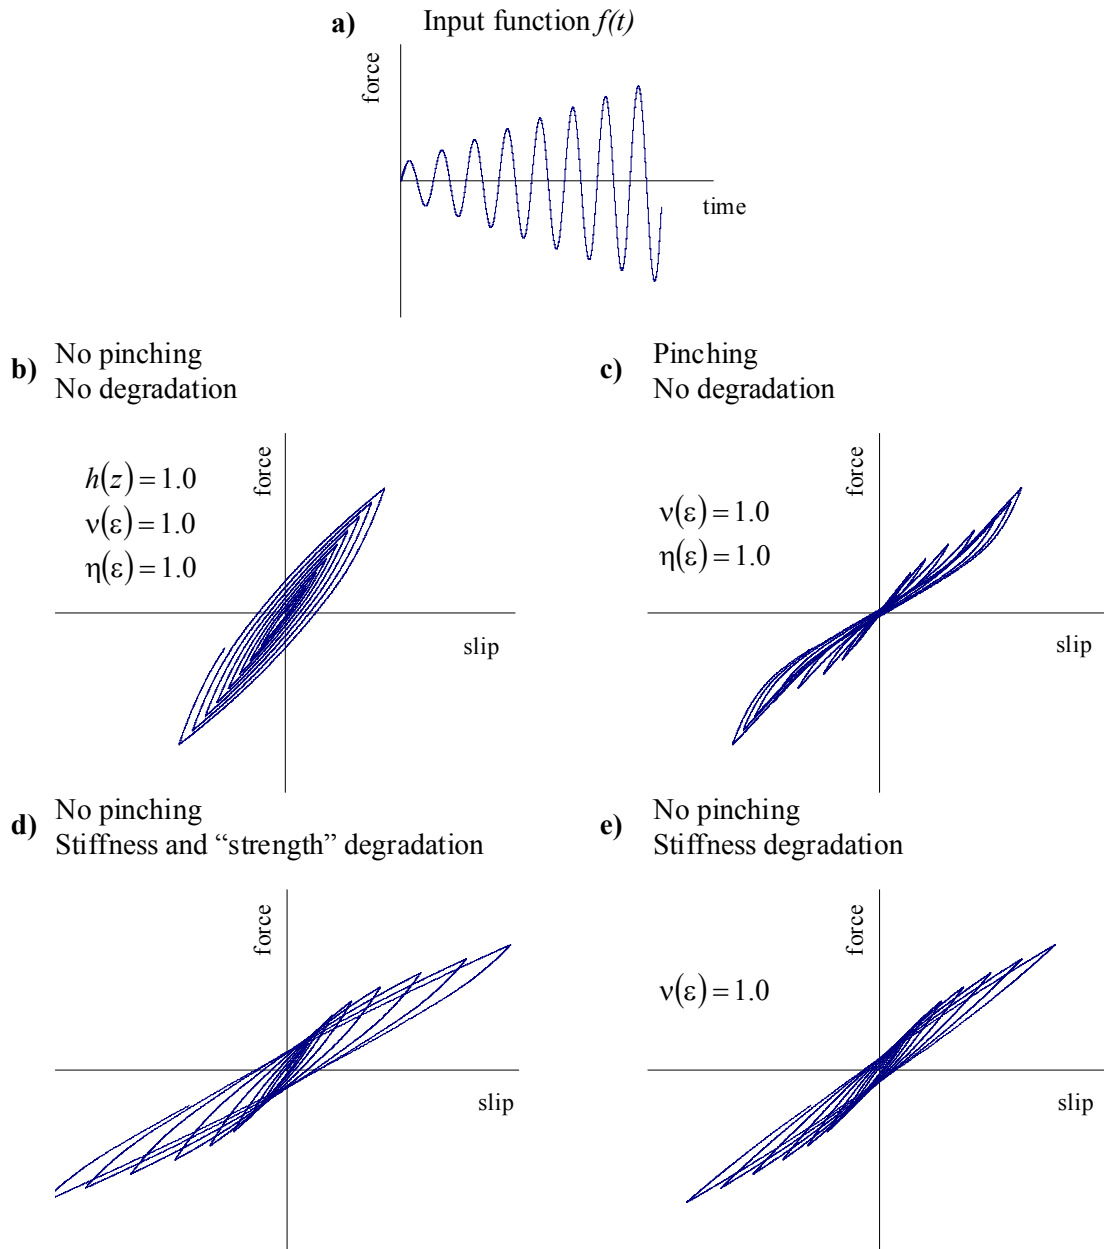 a) Input function f(t)
force
time
b) No pinching
No degradation
h(z) = 1.0
ν(ε) = 1.0
η(ε) = 1.0
force
slip
c) Pinching
No degradation
ν(ε) = 1.0
η(ε) = 1.0
force
slip
d) No pinching
Stiffness and “strength” degradation
force
slip
e) No pinching
Stiffness degradation
ν(ε) = 1.0
force
slip